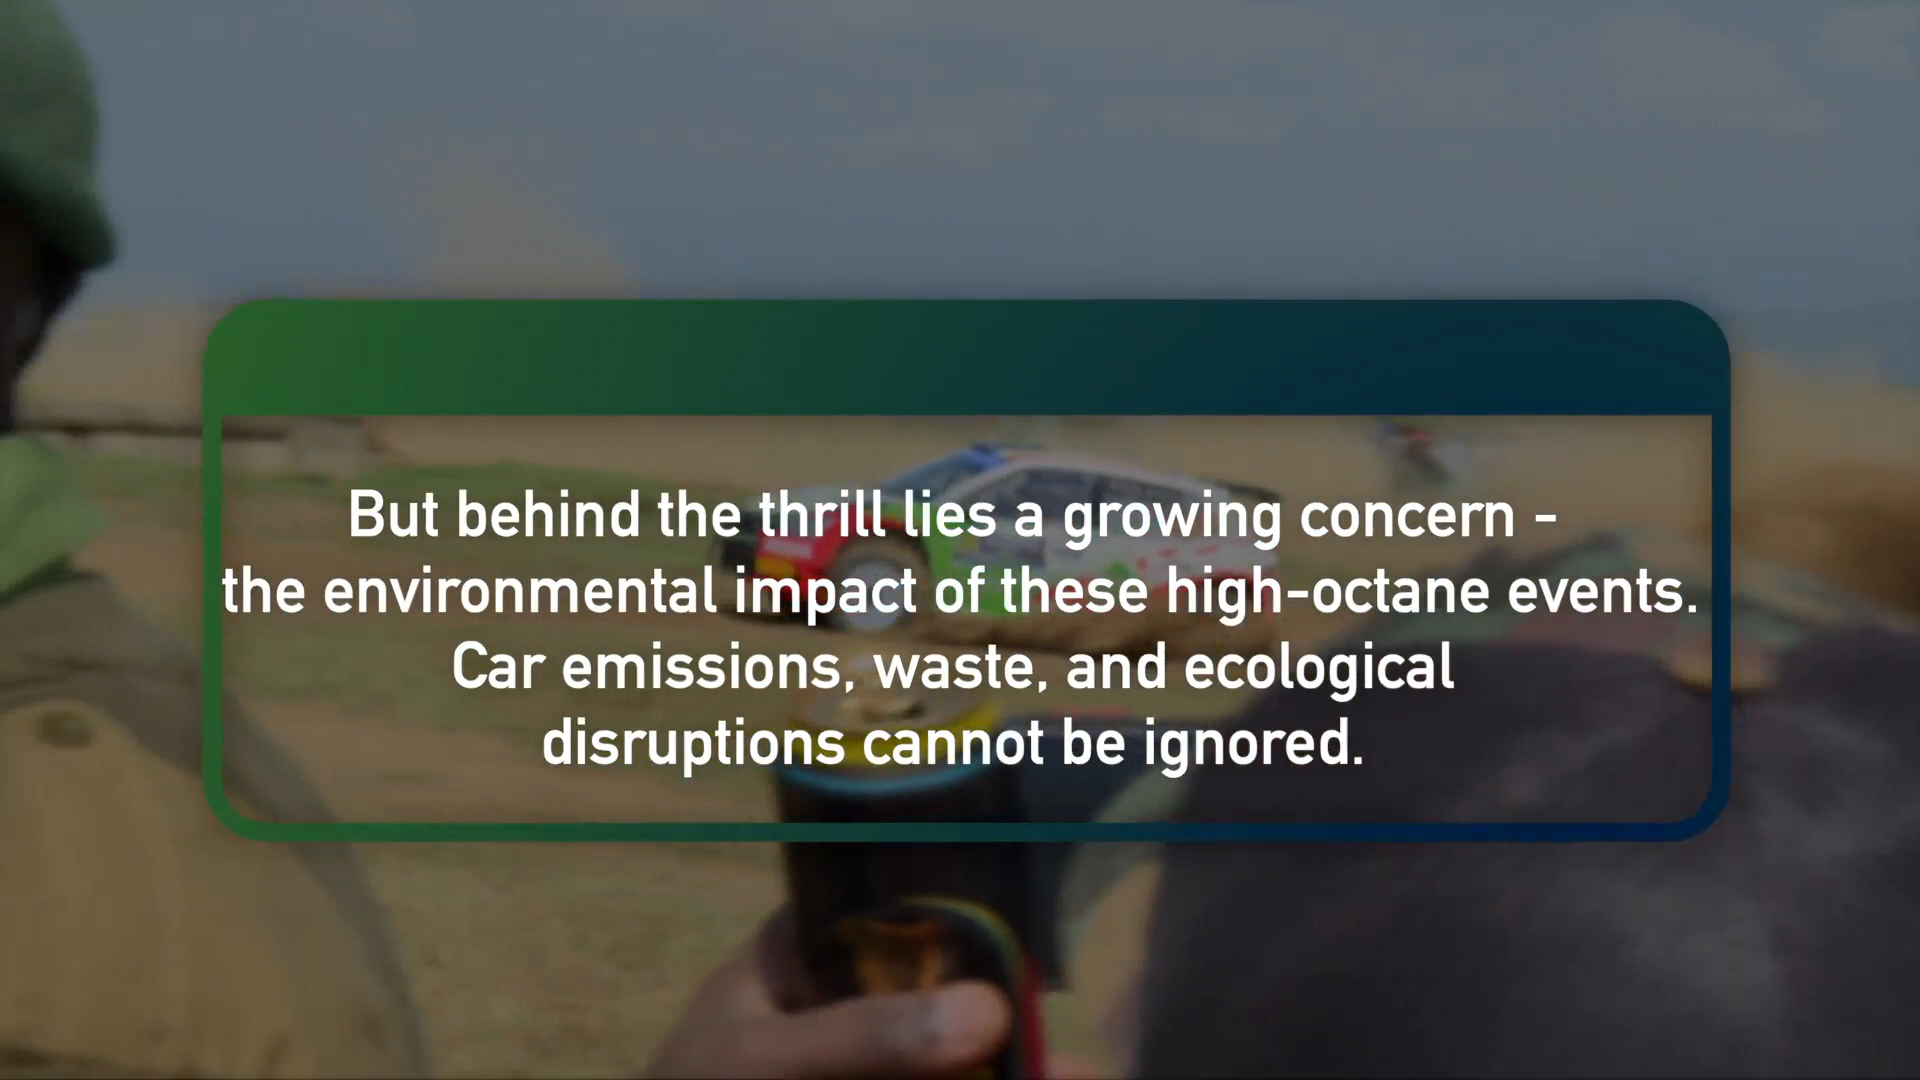 But behind the thrill lies a growing concern -
the environmental impact of these high-octane events.
Car emissions, waste, and ecological
disruptions cannot be ignored.